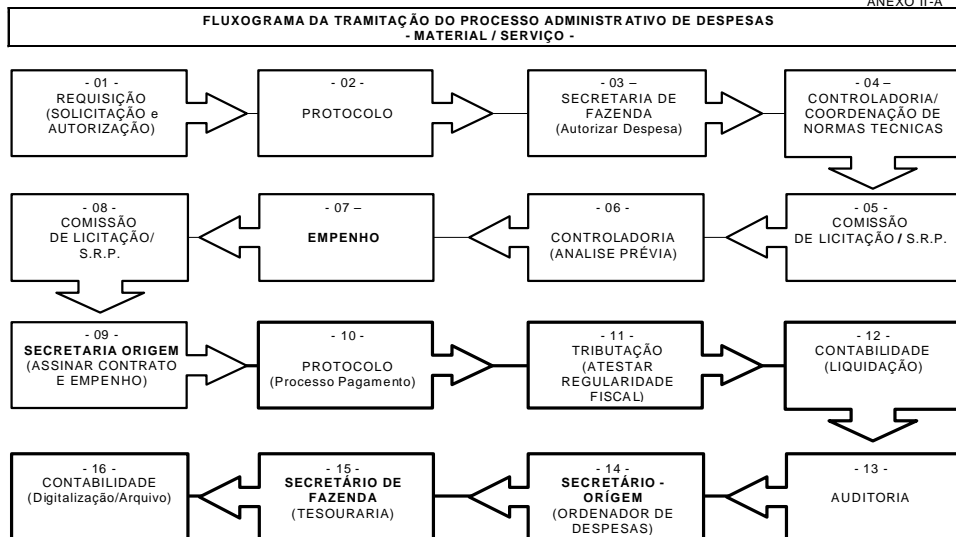 ANEXO II-A
FLUXOGRAMA DA TRAMITAÇÃO DO PROCESSO ADMINISTRATIVO DE DESPESAS
- MATERIAL / SERVIÇO -
- 01 -
REQUISIÇÃO
(SOLICITAÇÃO e
AUTORIZAÇÃO)
- 02 -
PROTOCOLO
- 03 –
SECRETARIA DE
FAZENDA
(Autorizar Despesa)
- 04 –
CONTROLADORIA/
COORDENAÇÃO DE
NORMAS TECNICAS
- 05 -
COMISSÃO
DE LICITAÇÃO / S.R.P.
- 06 -
CONTROLADORIA
(ANALISE PRÉVIA)
- 07 –
EMPENHO
- 08 -
COMISSÃO
DE LICITAÇÃO/
S.R.P.
- 09 -
SECRETARIA ORIGEM
(ASSINAR CONTRATO
E EMPENHO)
- 10 -
PROTOCOLO
(Processo Pagamento)
- 11 -
TRIBUTAÇÃO
(ATESTAR
REGULARIDADE
FISCAL)
- 12 -
CONTABILIDADE
(LIQUIDAÇÃO)
- 13 -
AUDITORIA
- 14 -
SECRETÁRIO -
ORÍGEM
(ORDENADOR DE
DESPESAS)
- 15 -
SECRETÁRIO DE
FAZENDA
(TESOURARIA)
- 16 -
CONTABILIDADE
(Digitalização/Arquivo)